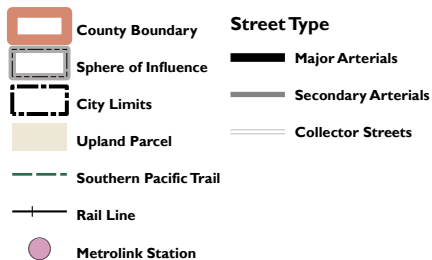 County Boundary
Sphere of Influence
City Limits
Upland Parcel
Southern Pacific Trail
Rail Line
Metrolink Station
Street Type
Major Arterials
Secondary Arterials
Collector Streets